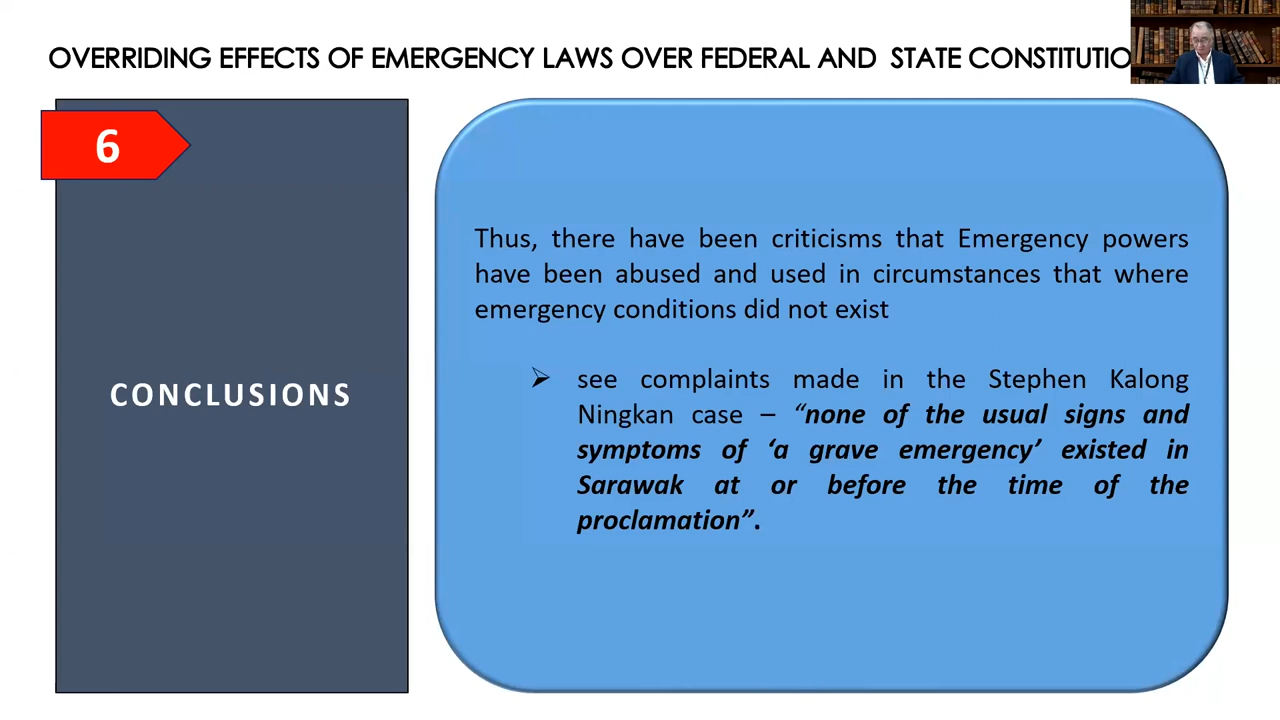 OVERRIDING EFFECTS OF EMERGENCY LAWS OVER FEDERAL AND STATE CONSTITUTIO
6
CONCLUSIONS
Thus, there have been criticisms that Emergency powers
have been abused and used in circumstances that where
emergency conditions did not exist
➢ see complaints made in the Stephen Kalong
Ningkan case – “none of the usual signs and
symptoms of ‘a grave emergency’ existed in
Sarawak at or before the time of the
proclamation”.